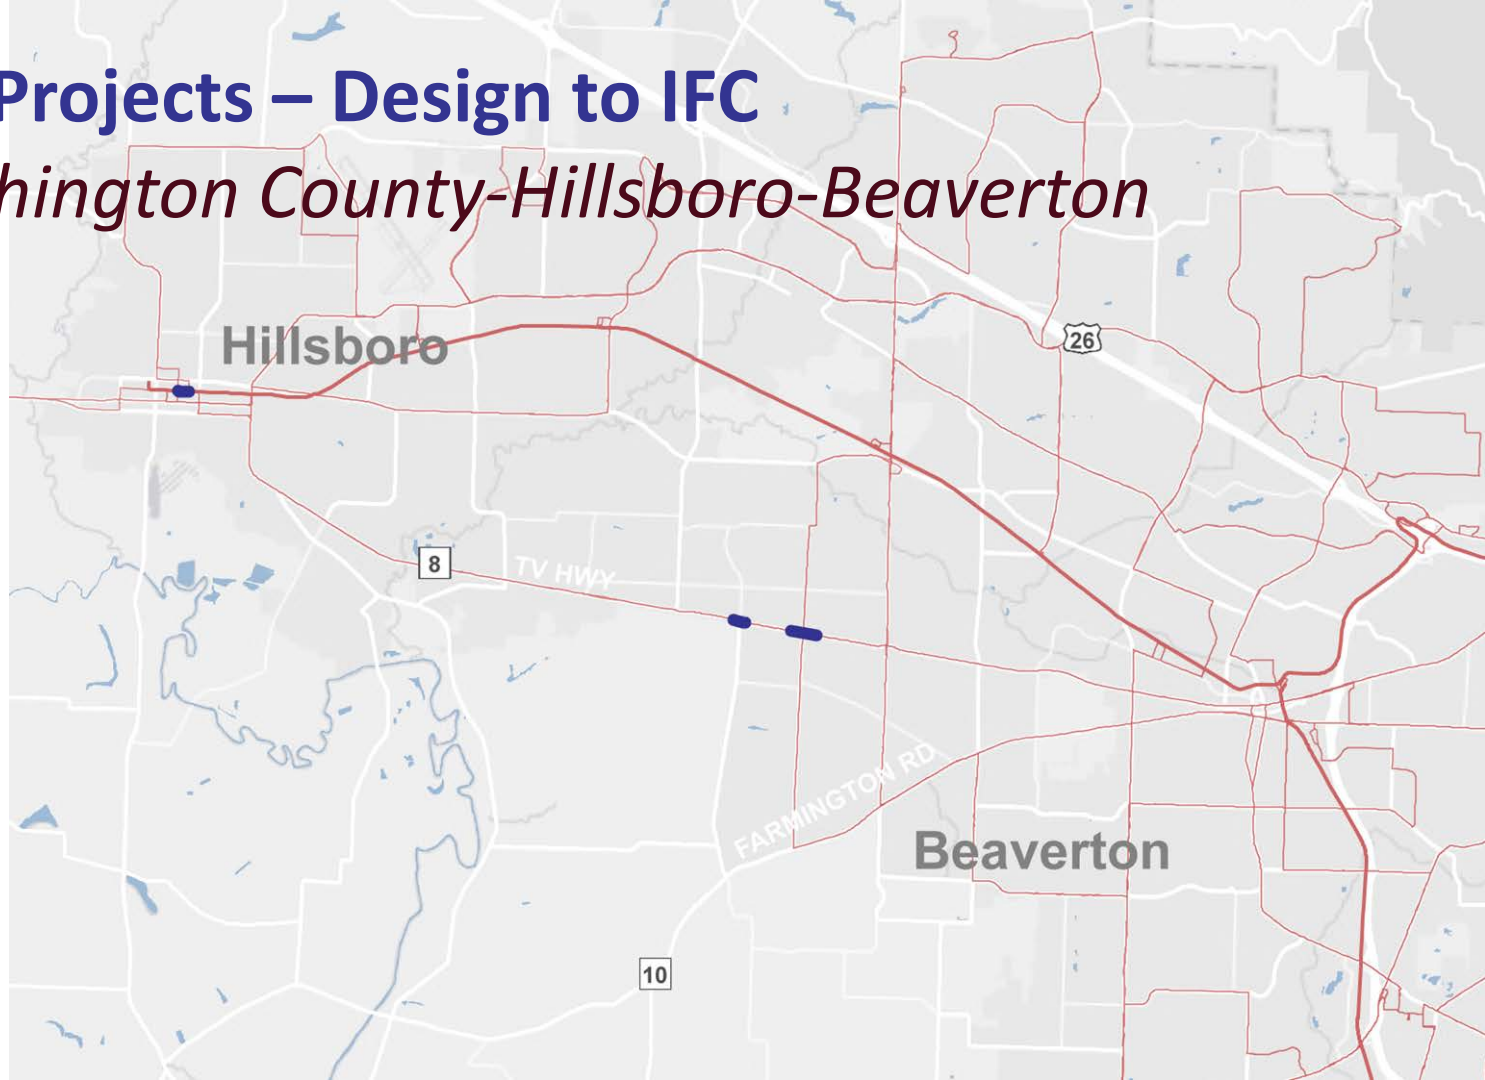 Projects – Design to IFC
hington County-Hillsboro-Beaverton
26
Hillsboro
8
TV HWY
FARMINGTON RD
Beaverton
10